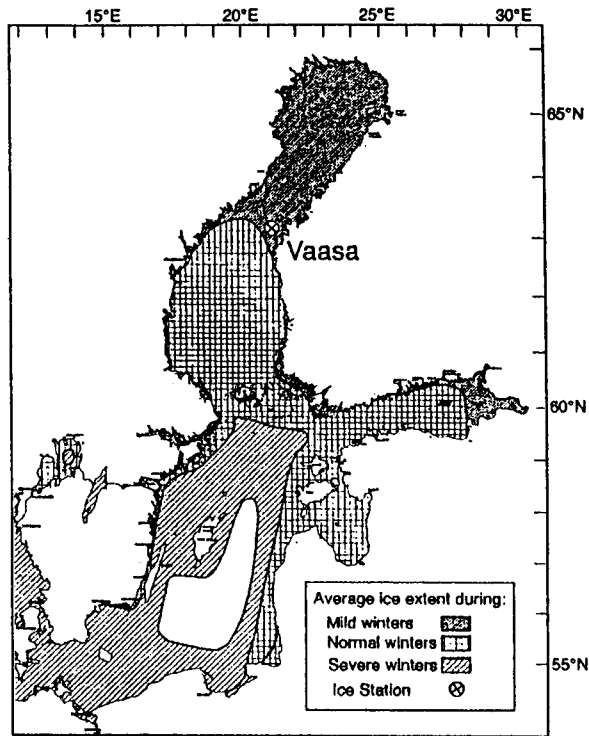 15°E 20°E 25°E 30°E
65°N
Vaasa
60°N
Average ice extent during:
Mild winters
Normal winters
Severe winters
Ice Station
55°N